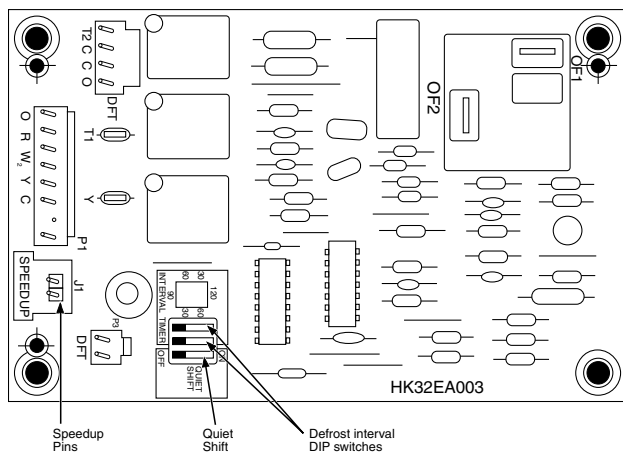 T2 C C O
DFT
OF1
OF2
O R W2 Y C
T1
Y
P1
SPEEDUP
J1
P3
DFT
INTERVAL TIMER
60
30
90
120
30
60
OFF
ON
QUIET
SHIFT
HK32EA003
Speedup
Pins
Quiet
Shift
Defrost interval
DIP switches